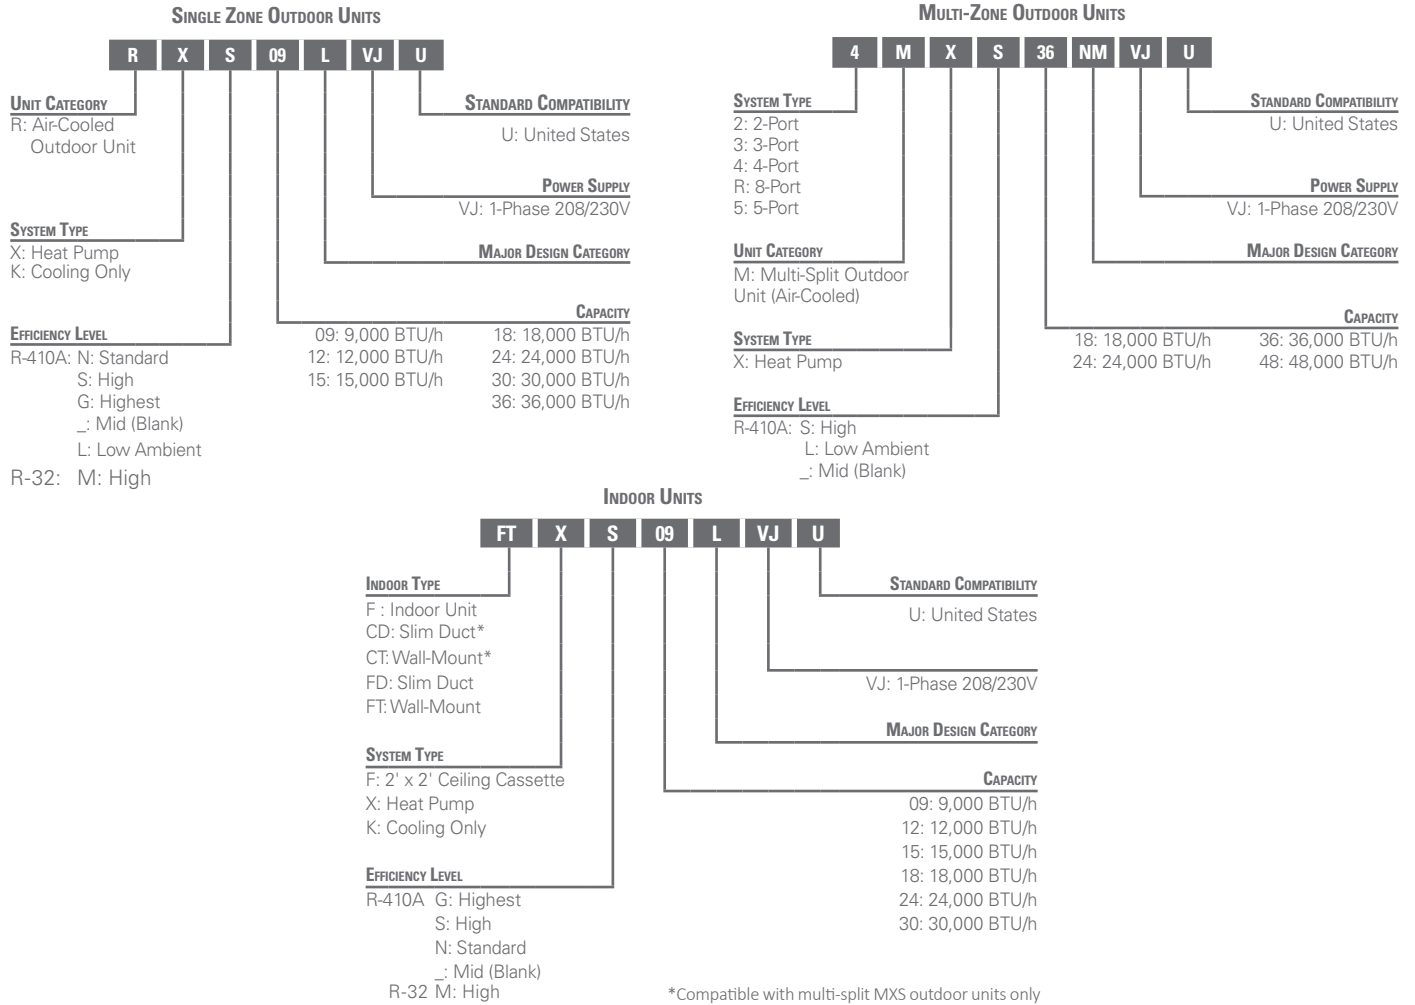 SINGLE ZONE OUTDOOR UNITS
R X S 09 L VJ U
UNIT CATEGORY
R: Air-Cooled
Outdoor Unit
SYSTEM TYPE
X: Heat Pump
K: Cooling Only
EFFICIENCY LEVEL
R-410A: N: Standard
S: High
G: Highest
_: Mid (Blank)
L: Low Ambient
R-32: M: High
STANDARD COMPATIBILITY
U: United States
POWER SUPPLY
VJ: 1-Phase 208/230V
MAJOR DESIGN CATEGORY
CAPACITY
09: 9,000 BTU/h 18: 18,000 BTU/h
12: 12,000 BTU/h 24: 24,000 BTU/h
15: 15,000 BTU/h 30: 30,000 BTU/h
36: 36,000 BTU/h
MULTI-ZONE OUTDOOR UNITS
4 M X S 36 NM VJ U
SYSTEM TYPE
2: 2-Port
3: 3-Port
4: 4-Port
R: 8-Port
5: 5-Port
UNIT CATEGORY
M: Multi-Split Outdoor
Unit (Air-Cooled)
SYSTEM TYPE
X: Heat Pump
EFFICIENCY LEVEL
R-410A: S: High
L: Low Ambient
_: Mid (Blank)
STANDARD COMPATIBILITY
U: United States
POWER SUPPLY
VJ: 1-Phase 208/230V
MAJOR DESIGN CATEGORY
CAPACITY
18: 18,000 BTU/h 36: 36,000 BTU/h
24: 24,000 BTU/h 48: 48,000 BTU/h
INDOOR UNITS
FT X S 09 L VJ U
INDOOR TYPE
F : Indoor Unit
CD: Slim Duct*
CT: Wall-Mount*
FD: Slim Duct
FT: Wall-Mount
SYSTEM TYPE
F: 2' x 2' Ceiling Cassette
X: Heat Pump
K: Cooling Only
EFFICIENCY LEVEL
R-410A G: Highest
S: High
N: Standard
_: Mid (Blank)
R-32 M: High
STANDARD COMPATIBILITY
U: United States
VJ: 1-Phase 208/230V
MAJOR DESIGN CATEGORY
CAPACITY
09: 9,000 BTU/h
12: 12,000 BTU/h
15: 15,000 BTU/h
18: 18,000 BTU/h
24: 24,000 BTU/h
30: 30,000 BTU/h
*Compatible with multi-split MXS outdoor units only